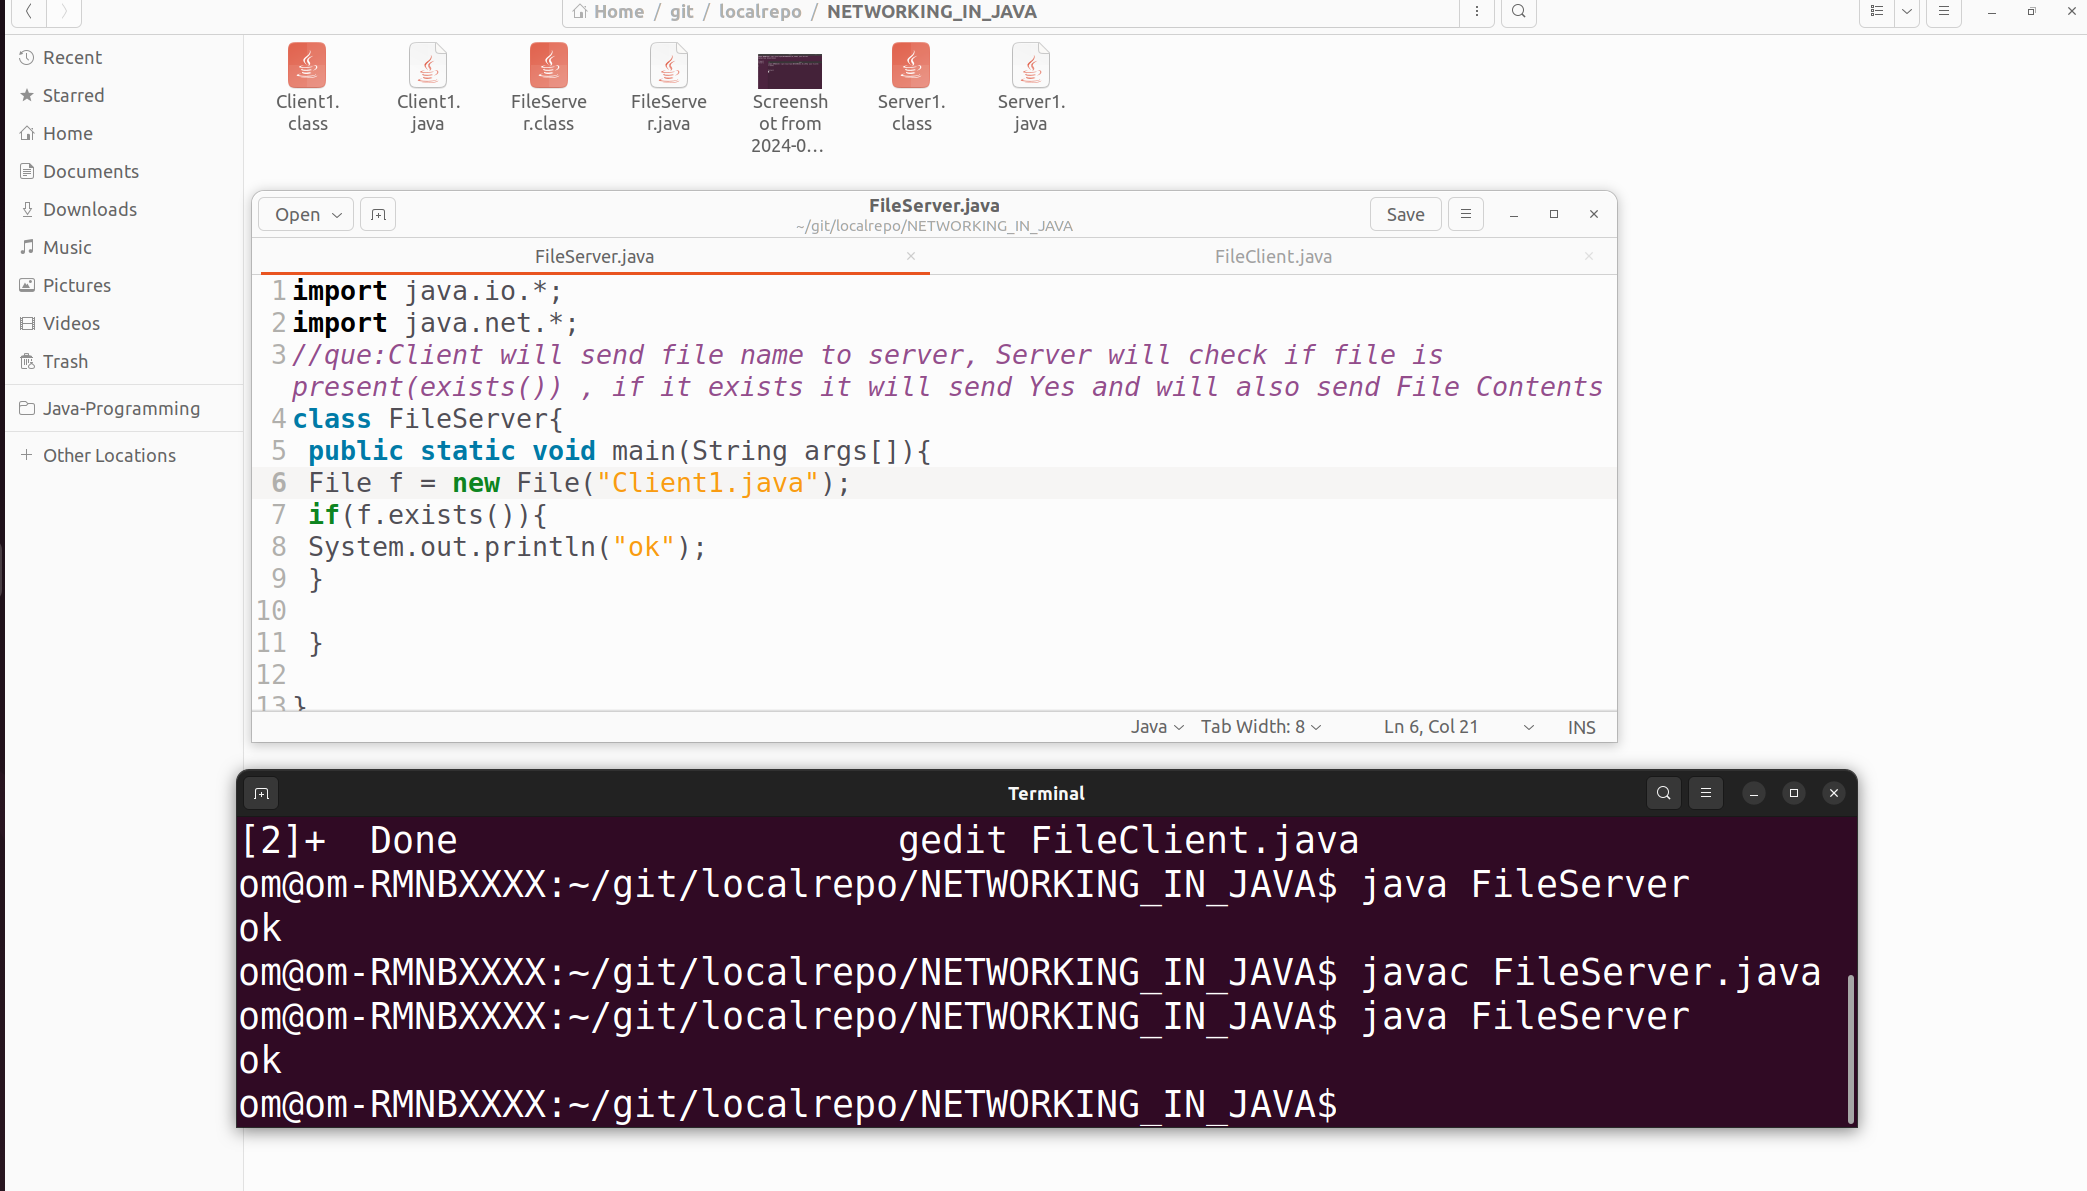 Home / git / localrepo / NETWORKING_IN_JAVA
Recent
Starred
Home
Documents
Downloads
Music
Pictures
Videos
Trash
Java-Programming
+ Other Locations
Client1.
class
Client1.
java
FileServe
r.class
FileServe
r.java
Screensh
ot from
2024-0...
Server1.
class
Server1.
java
Open
FileServer.java
~/git/localrepo/NETWORKING_IN_JAVA
Save
FileServer.java
FileClient.java
1 import java.io.*;
2 import java.net.*;
3 //que:Client will send file name to server, Server will check if file is
present(exists()) , if it exists it will send Yes and will also send File Contents
4 class FileServer{
5 public static void main(String args[]){
6 File f = new File("Client1.java");
7 if(f.exists()){
8 System.out.println("ok");
9 }
10
11 }
12
13 }
Java Tab Width: 8 Ln 6, Col 21 INS
Terminal
[2]+  Done                    gedit FileClient.java
om@om-RMNBXXXX:~/git/localrepo/NETWORKING_IN_JAVA$ java FileServer
ok
om@om-RMNBXXXX:~/git/localrepo/NETWORKING_IN_JAVA$ javac FileServer.java
om@om-RMNBXXXX:~/git/localrepo/NETWORKING_IN_JAVA$ java FileServer
ok
om@om-RMNBXXXX:~/git/localrepo/NETWORKING_IN_JAVA$